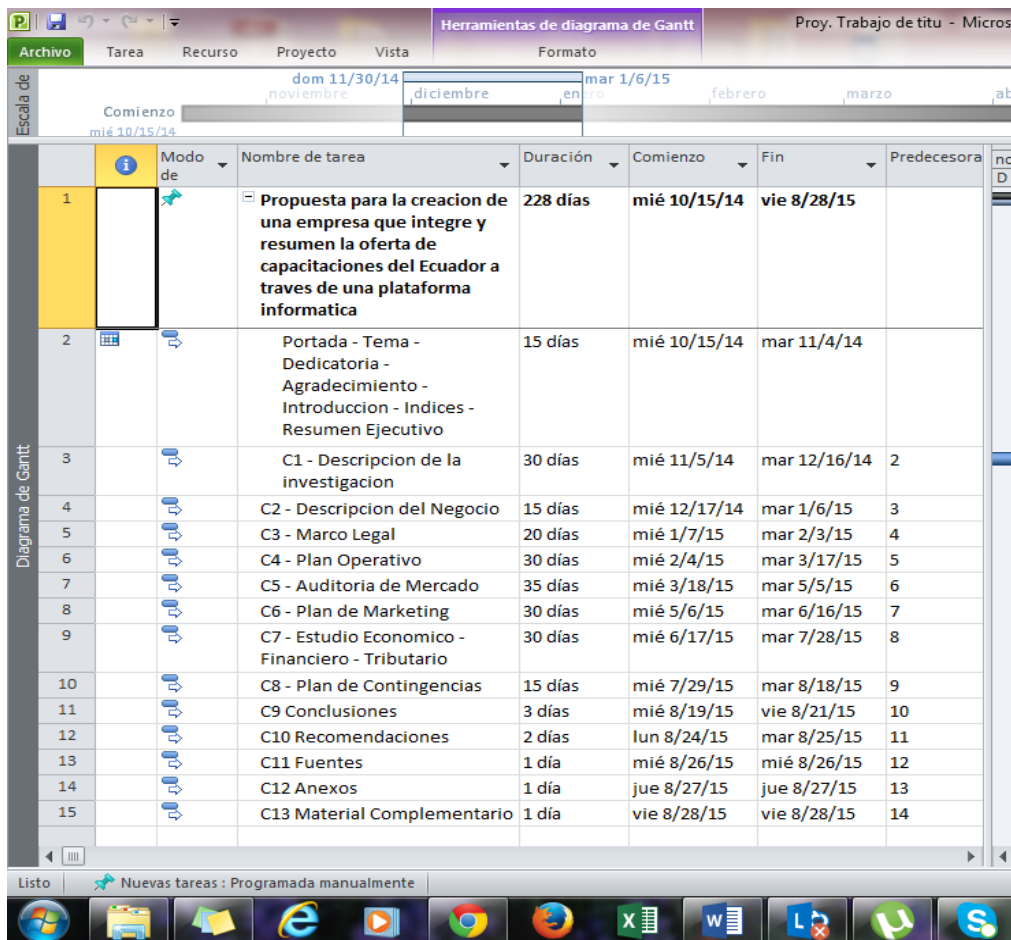 Herramientas de diagrama de Gantt
Proy. Trabajo de titu - Micros
Archivo Tarea Recurso Proyecto Vista Formato
Escala de
dom 11/30/14 mar 1/6/15
noviembre diciembre enero febrero marzo ab
Comienzo
mié 10/15/14
Diagrama de Gantt
Modo de Nombre de tarea Duración Comienzo Fin Predecesora no
D
1 Propuesta para la creacion de 228 días mié 10/15/14 vie 8/28/15
una empresa que integre y
resumen la oferta de
capacitaciones del Ecuador a
traves de una plataforma
informatica
2 Portada - Tema - 15 días mié 10/15/14 mar 11/4/14
Dedicatoria -
Agradecimiento -
Introduccion - Indices -
Resumen Ejecutivo
3 C1 - Descripcion de la 30 días mié 11/5/14 mar 12/16/14 2
investigacion
4 C2 - Descripcion del Negocio 15 días mié 12/17/14 mar 1/6/15 3
5 C3 - Marco Legal 20 días mié 1/7/15 mar 2/3/15 4
6 C4 - Plan Operativo 30 días mié 2/4/15 mar 3/17/15 5
7 C5 - Auditoria de Mercado 35 días mié 3/18/15 mar 5/5/15 6
8 C6 - Plan de Marketing 30 días mié 5/6/15 mar 6/16/15 7
9 C7 - Estudio Economico - 30 días mié 6/17/15 mar 7/28/15 8
Financiero - Tributario
10 C8 - Plan de Contingencias 15 días mié 7/29/15 mar 8/18/15 9
11 C9 Conclusiones 3 días mié 8/19/15 vie 8/21/15 10
12 C10 Recomendaciones 2 días lun 8/24/15 mar 8/25/15 11
13 C11 Fuentes 1 día mié 8/26/15 mié 8/26/15 12
14 C12 Anexos 1 día jue 8/27/15 jue 8/27/15 13
15 C13 Material Complementario 1 día vie 8/28/15 vie 8/28/15 14
Listo Nuevas tareas : Programada manualmente